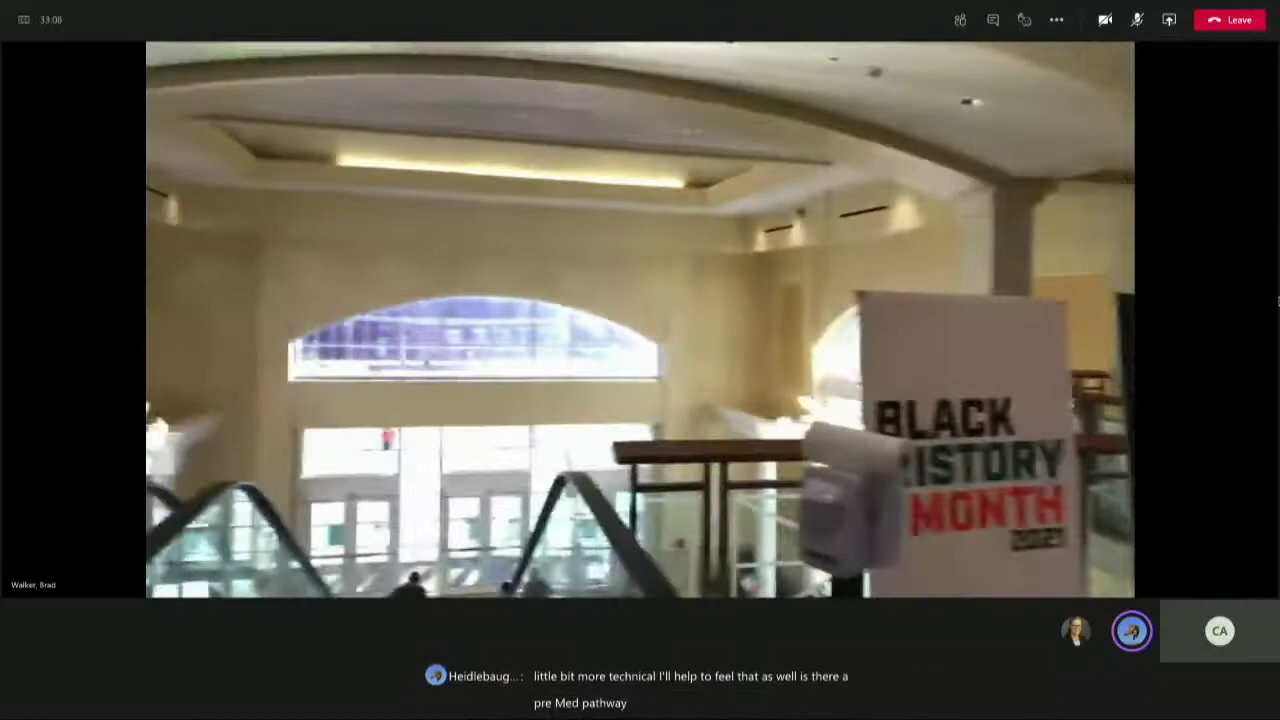 33:08
Leave
BLACK
HISTORY
MONTH
2021
Walker, Brad
CA
Heidlebaug...: little bit more technical I'll help to feel that as well is there a
pre Med pathway